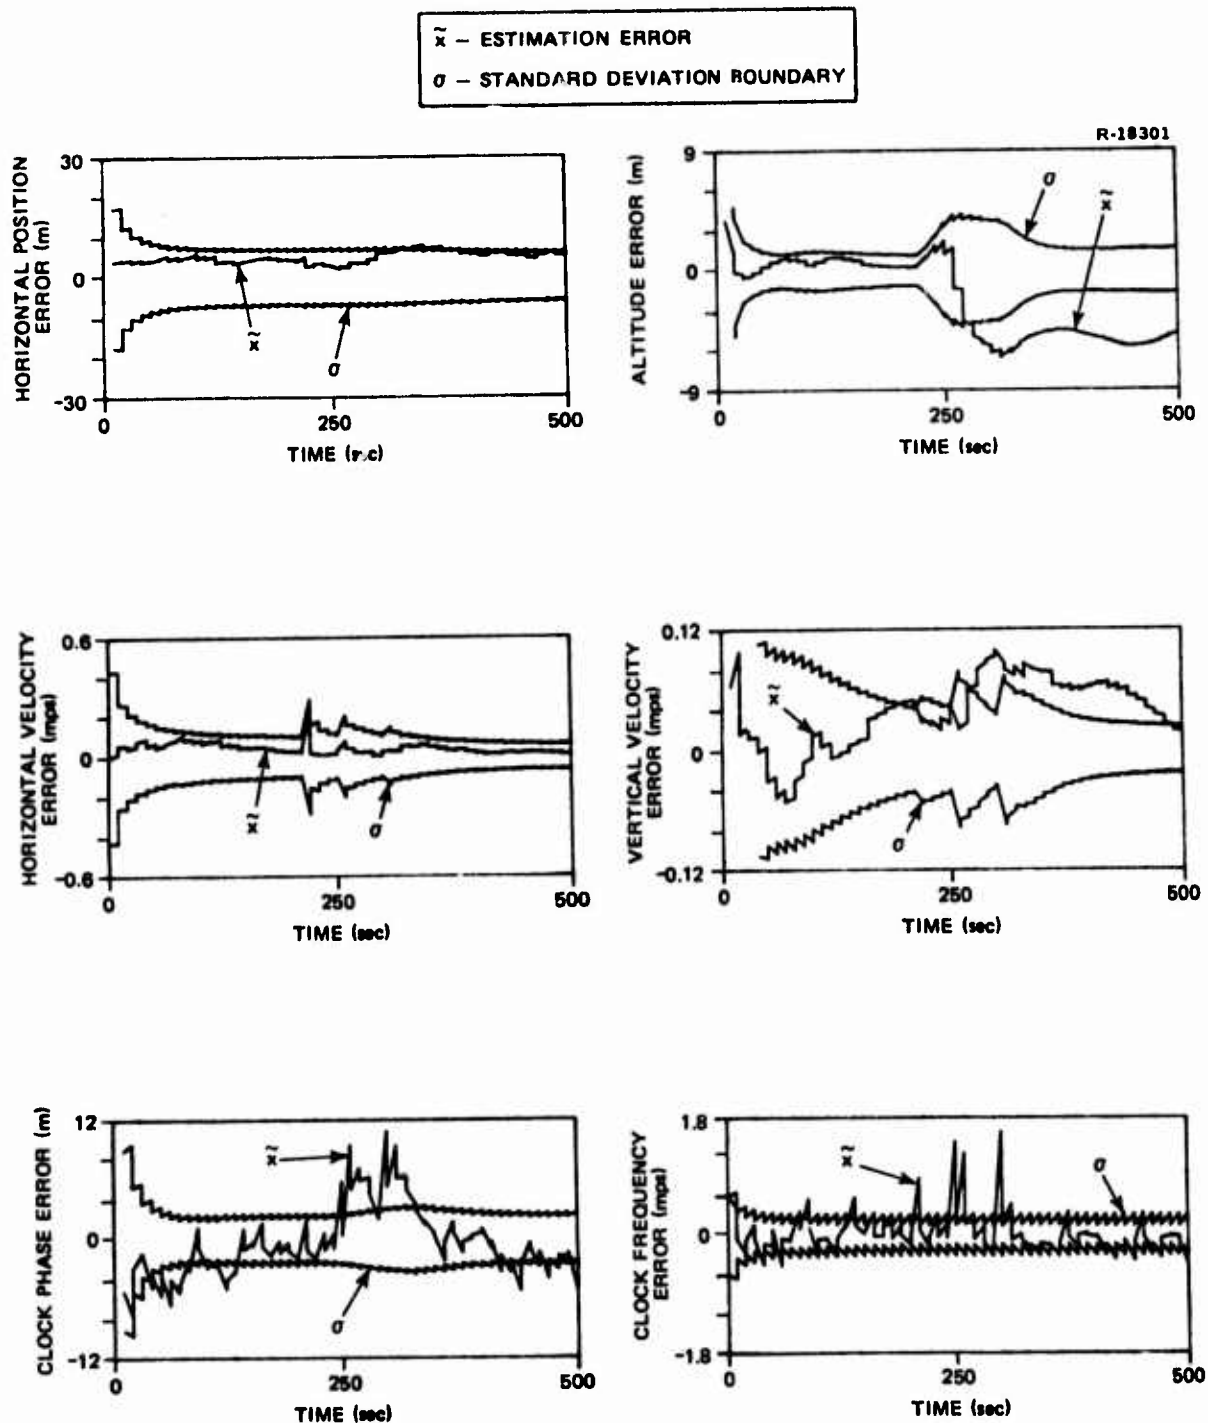 x̃ – ESTIMATION ERROR
σ – STANDARD DEVIATION BOUNDARY
R-18301
HORIZONTAL POSITION
ERROR (m)
30
0
-30
x̃
σ
0
250
500
TIME
ALTITUDE ERROR (m)
9
0
-9
σ
x̃
0
250
500
TIME (sec)
HORIZONTAL VELOCITY
ERROR (mps)
0.6
0
-0.6
x̃
σ
0
250
500
TIME (sec)
VERTICAL VELOCITY
ERROR (mps)
0.12
0
-0.12
x̃
σ
0
250
500
TIME (sec)
CLOCK PHASE ERROR (m)
12
0
-12
x̃
σ
0
250
500
TIME (sec)
CLOCK FREQUENCY
ERROR (mps)
1.8
0
-1.8
x̃
σ
0
250
500
TIME (sec)